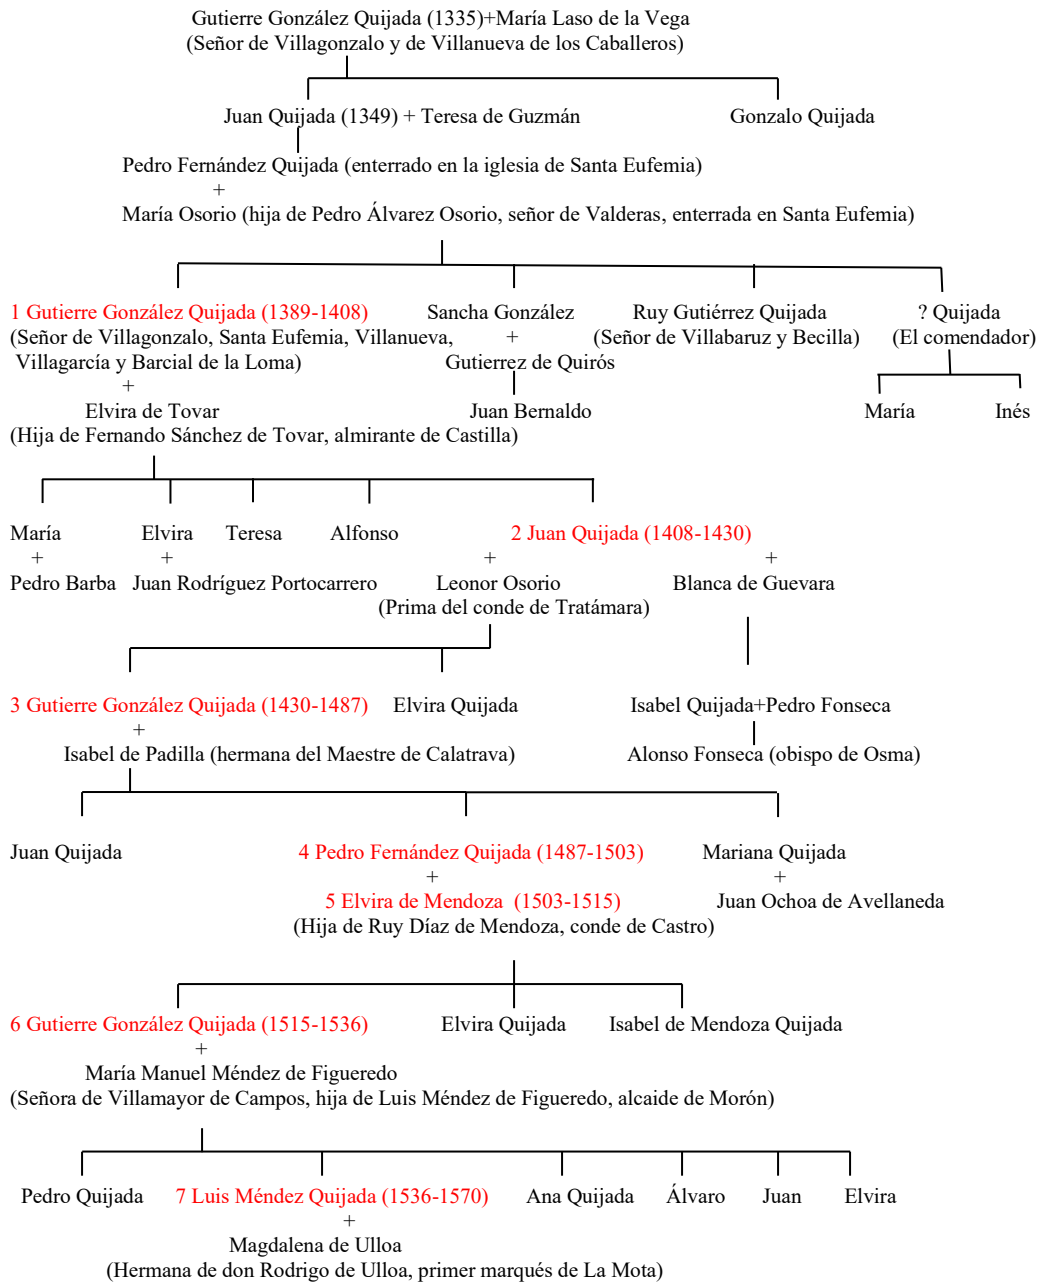 Gutierre González Quijada (1335)+María Laso de la Vega
(Señor de Villagonzalo y de Villanueva de los Caballeros)
Juan Quijada (1349) + Teresa de Guzmán Gonzalo Quijada
Pedro Fernández Quijada (enterrado en la iglesia de Santa Eufemia)
+
María Osorio (hija de Pedro Álvarez Osorio, señor de Valderas, enterrada en Santa Eufemia)
1 Gutierre González Quijada (1389-1408) Sancha González Ruy Gutiérrez Quijada ? Quijada
(Señor de Villagonzalo, Santa Eufemia, Villanueva, + (Señor de Villabaruz y Becilla) (El comendador)
Villagarcía y Barcial de la Loma) Gutierrez de Quirós
+
Elvira de Tovar Juan Bernaldo María Inés
(Hija de Fernando Sánchez de Tovar, almirante de Castilla)
María Elvira Teresa Alfonso 2 Juan Quijada (1408-1430)
+ + + +
Pedro Barba Juan Rodríguez Portocarrero Leonor Osorio Blanca de Guevara
(Prima del conde de Tratámara)
3 Gutierre González Quijada (1430-1487) Elvira Quijada Isabel Quijada+Pedro Fonseca
+
Isabel de Padilla (hermana del Maestre de Calatrava) Alonso Fonseca (obispo de Osma)
Juan Quijada 4 Pedro Fernández Quijada (1487-1503) Mariana Quijada
+ +
5 Elvira de Mendoza (1503-1515) Juan Ochoa de Avellaneda
(Hija de Ruy Díaz de Mendoza, conde de Castro)
6 Gutierre González Quijada (1515-1536) Elvira Quijada Isabel de Mendoza Quijada
+
María Manuel Méndez de Figueredo
(Señora de Villamayor de Campos, hija de Luis Méndez de Figueredo, alcaide de Morón)
Pedro Quijada 7 Luis Méndez Quijada (1536-1570) Ana Quijada Álvaro Juan Elvira
+
Magdalena de Ulloa
(Hermana de don Rodrigo de Ulloa, primer marqués de La Mota)